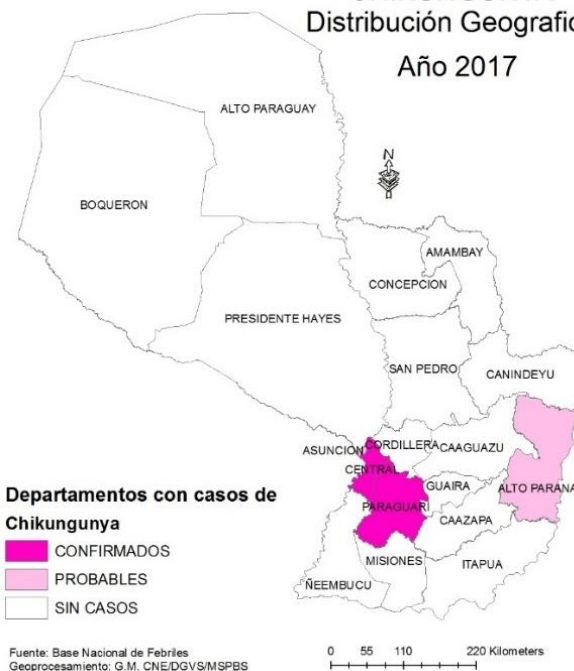 Distribución Geografic
Año 2017
N
ALTO PARAGUAY
BOQUERON
AMAMBAY
CONCEPCION
PRESIDENTE HAYES
SAN PEDRO
CANINDEYU
ASUNCION
CORDILLERA
CAAGUAZU
CENTRAL
GUAIRA
ALTO PARANA
PARAGUARI
CAAZAPA
MISIONES
ITAPUA
ÑEEMBUCU
Departamentos con casos de
Chikungunya
CONFIRMADOS
PROBABLES
SIN CASOS
Fuente: Base Nacional de Febriles
Geoprocesamiento: G.M. CNE/DGVS/MSPBS
0 55 110 220 Kilometers